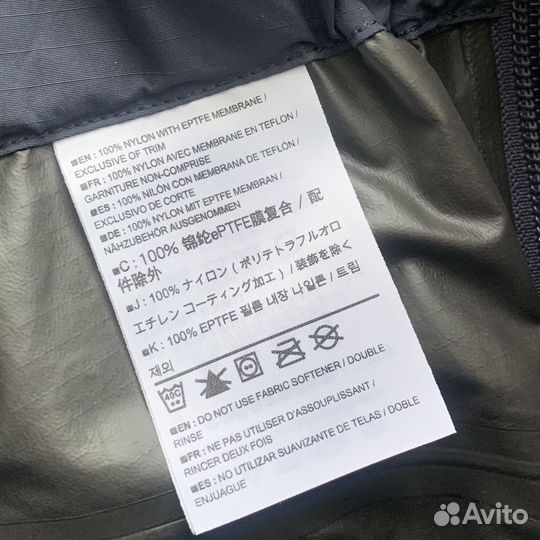 ■EN : 100% NYLON WITH EPTFE MEMBRANE /
EXCLUSIVE OF TRIM
■FR : 100% NYLON AVEC MEMBRANE EN TEFLON /
GARNITURE NON-COMPRISE
■ES : 100% NILÓN CON MEMBRANA DE TEFLÓN /
EXCLUSIVO DE CORTE
■DE : 100% NYLON MIT EPTFE MEMBRAN /
NÄHZUBEHÖR AUSGENOMMEN
■C : 100% 锦纶ePTFE膜复合 / 配
件除外
■J : 100% ナイロン ( ポリテトラフルオロ
エチレン コーティング加工 ) / 装飾を除く
■K : 100% EPTFE 필름 내장 나일론 / 트림
제외
40C
■EN : DO NOT USE FABRIC SOFTENER / DOUBLE
RINSE
■FR : NE PAS UTILISER D'ASSOUPLISSANT /
RINCER DEUX FOIS
■ES : NO UTILIZAR SUAVIZANTE DE TELAS / DOBLE
ENJUAGUE
Avito